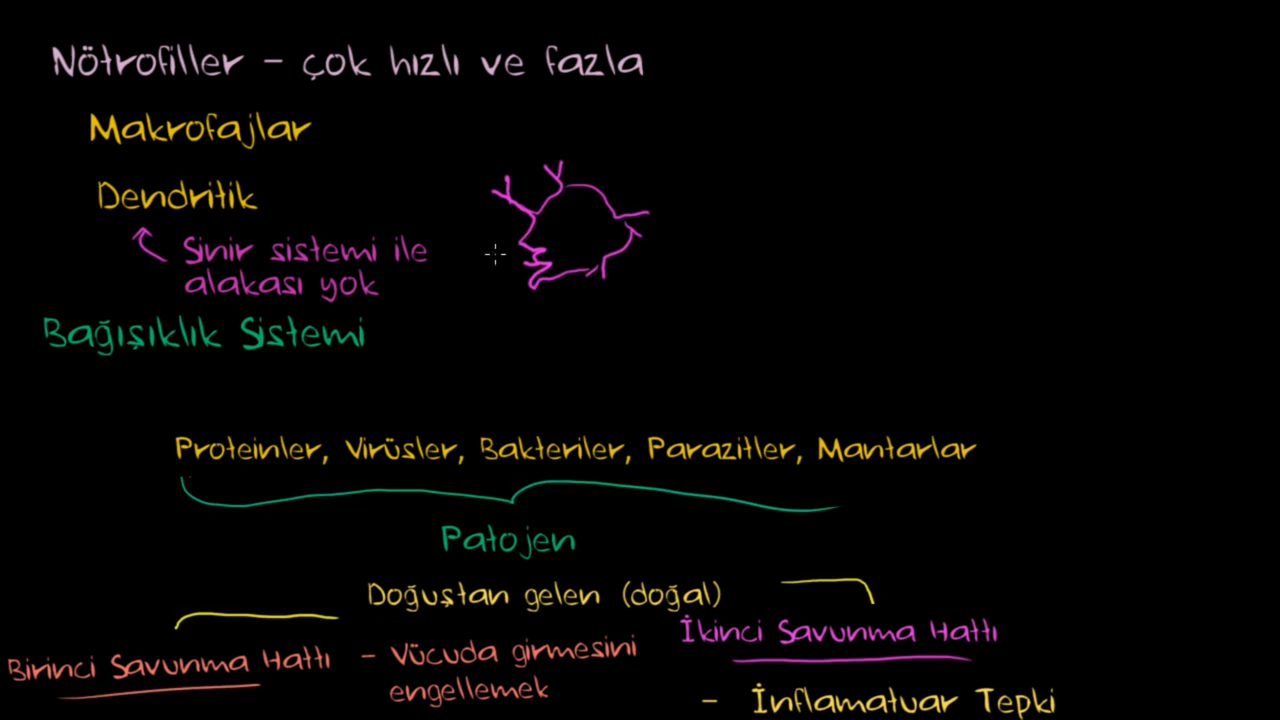 Nötrofiller - çok hızlı ve fazla
Makrofajlar
Dendritik
Sinir sistemi ile
alakası yok
Bağışıklık Sistemi
Proteinler, Virüsler, Bakteriler, Parazitler, Mantarlar
Patojen
Doğuştan gelen (doğal)
Birinci Savunma Hattı
- Vücuda girmesini
engellemek
İkinci Savunma Hattı
- İnflamatuar Tepki